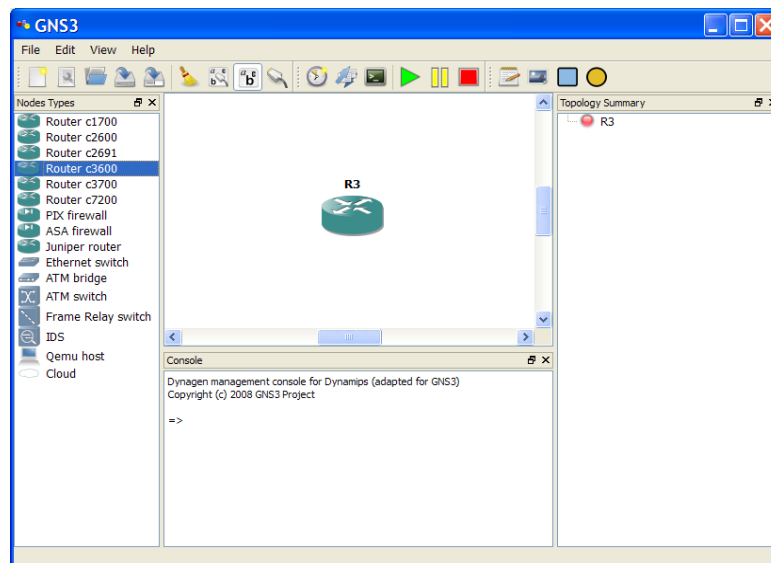 GNS3
File Edit View Help
Nodes Types
Router c1700
Router c2600
Router c2691
Router c3600
Router c3700
Router c7200
PIX firewall
ASA firewall
Juniper router
Ethernet switch
ATM bridge
ATM switch
Frame Relay switch
IDS
Qemu host
Cloud
R3
Console
Dynagen management console for Dynamips (adapted for GNS3)
Copyright (c) 2008 GNS3 Project
=>
Topology Summary
R3